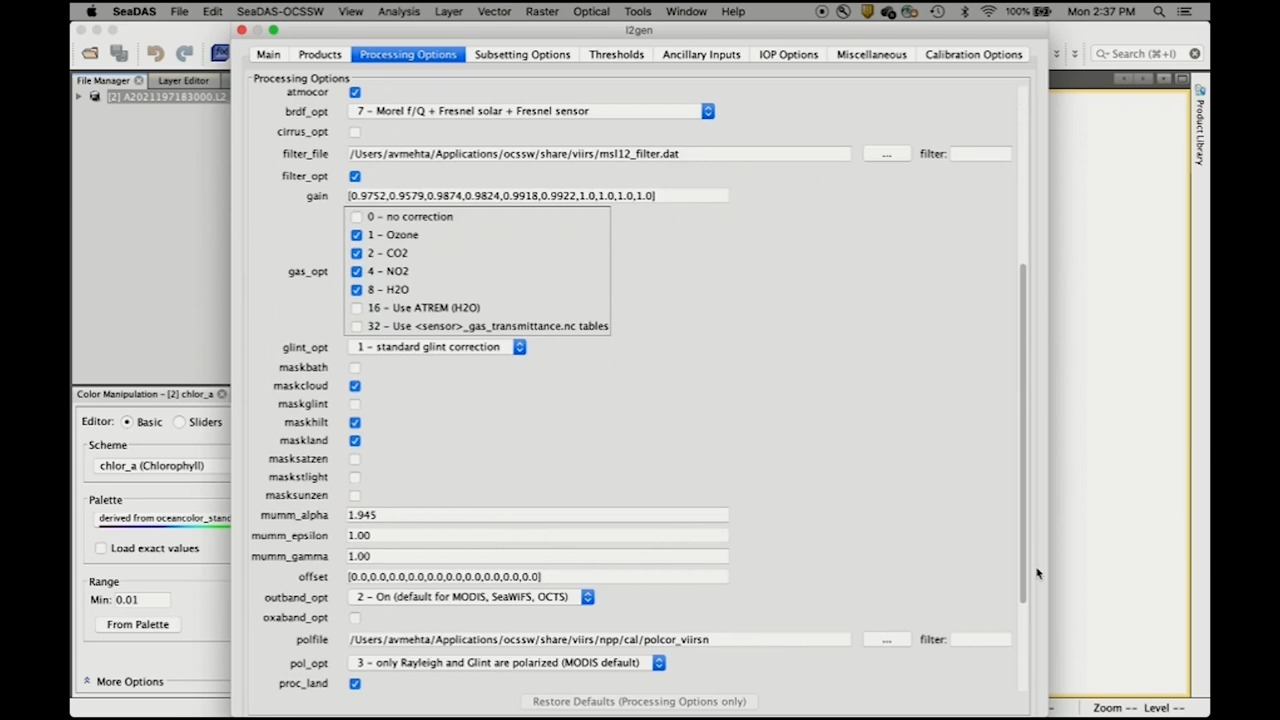 SeaDAS File Edit SeaDAS-OCSSW View Analysis Layer Vector Raster Optical Tools Window Help 100% Mon 2:37 PM
l2gen
Search (⌘+I)
Main Products Processing Options Subsetting Options Thresholds Ancillary Inputs IOP Options Miscellaneous Calibration Options
File Manager Layer Editor
[2] A2021197183000.L2_
Product Library
Processing Options
atmocor
brdf_opt 7 - Morel f/Q + Fresnel solar + Fresnel sensor
cirrus_opt
filter_file /Users/avmehta/Applications/ocssw/share/viirs/msl12_filter.dat ... filter:
filter_opt
gain [0.9752,0.9579,0.9874,0.9824,0.9918,0.9922,1.0,1.0,1.0,1.0]
0 - no correction
1 - Ozone
2 - CO2
gas_opt 4 - NO2
8 - H2O
16 - Use ATREM (H2O)
32 - Use <sensor>_gas_transmittance.nc tables
glint_opt 1 - standard glint correction
maskbath
maskcloud
maskglint
maskhilt
maskland
masksatzen
maskstlight
masksunzen
mumm_alpha 1.945
mumm_epsilon 1.00
mumm_gamma 1.00
offset [0.0,0.0,0.0,0.0,0.0,0.0,0.0,0.0,0.0,0.0]
outband_opt 2 - On (default for MODIS, SeaWiFS, OCTS)
oxaband_opt
polfile /Users/avmehta/Applications/ocssw/share/viirs/npp/cal/polcor_viirsn ... filter:
pol_opt 3 - only Rayleigh and Glint are polarized (MODIS default)
proc_land
Restore Defaults (Processing Options only)
Color Manipulation - [2] chlor_a
Editor: Basic Sliders
Scheme
chlor_a (Chlorophyll)
Palette
derived from oceancolor_stand
Load exact values
Range
Min: 0.01
From Palette
More Options
Zoom -- Level --